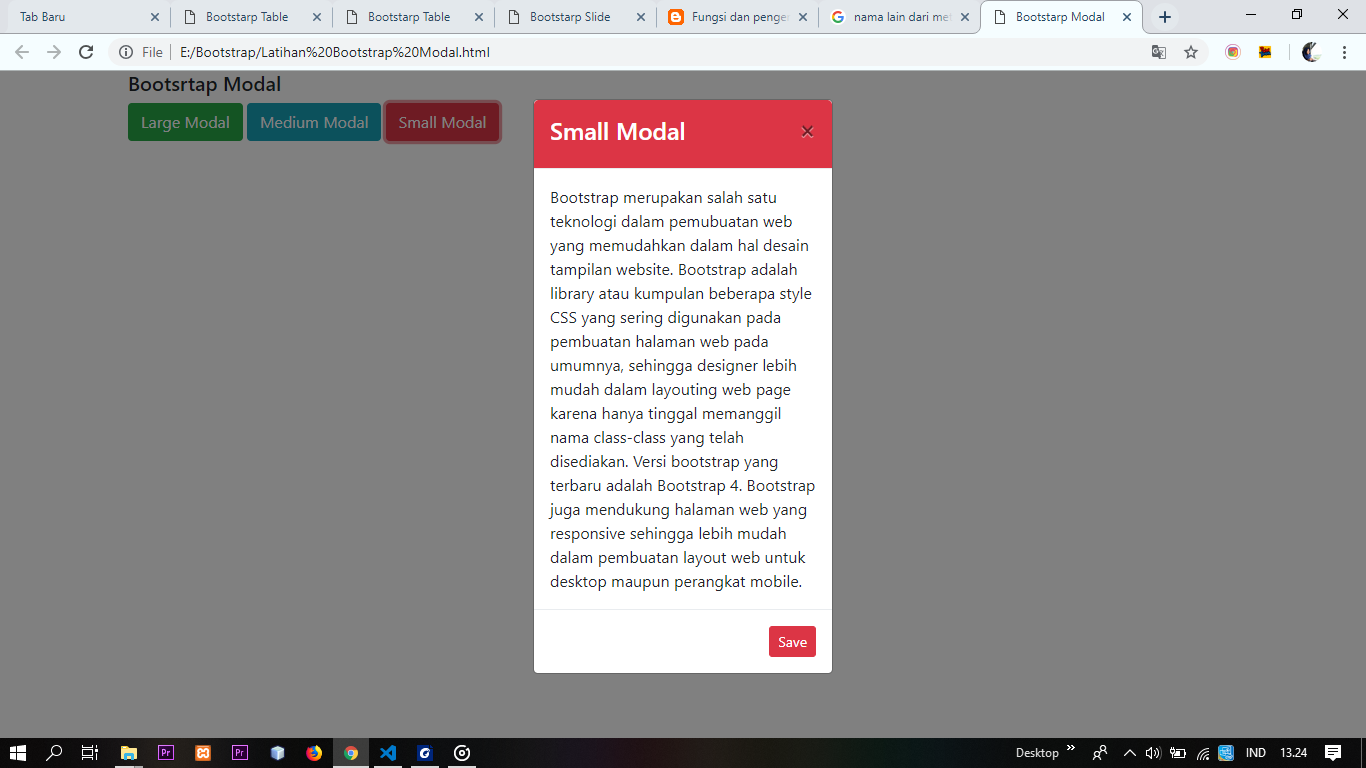 Tab Baru
Bootstarp Table
Bootstarp Table
Bootstarp Slide
Fungsi dan penger
nama lain dari me
Bootstarp Modal
File
E:/Bootstrap/Latihan%20Bootstrap%20Modal.html
Bootsrtap Modal
Large Modal
Medium Modal
Small Modal
Small Modal
×
Bootstrap merupakan salah satu
teknologi dalam pemubuatan web
yang memudahkan dalam hal desain
tampilan website. Bootstrap adalah
library atau kumpulan beberapa style
CSS yang sering digunakan pada
pembuatan halaman web pada
umumnya, sehingga designer lebih
mudah dalam layouting web page
karena hanya tinggal memanggil
nama class-class yang telah
disediakan. Versi bootstrap yang
terbaru adalah Bootstrap 4. Bootstrap
juga mendukung halaman web yang
responsive sehingga lebih mudah
dalam pembuatan layout web untuk
desktop maupun perangkat mobile.
Save
Pr
Pr
Desktop
IND
13.24